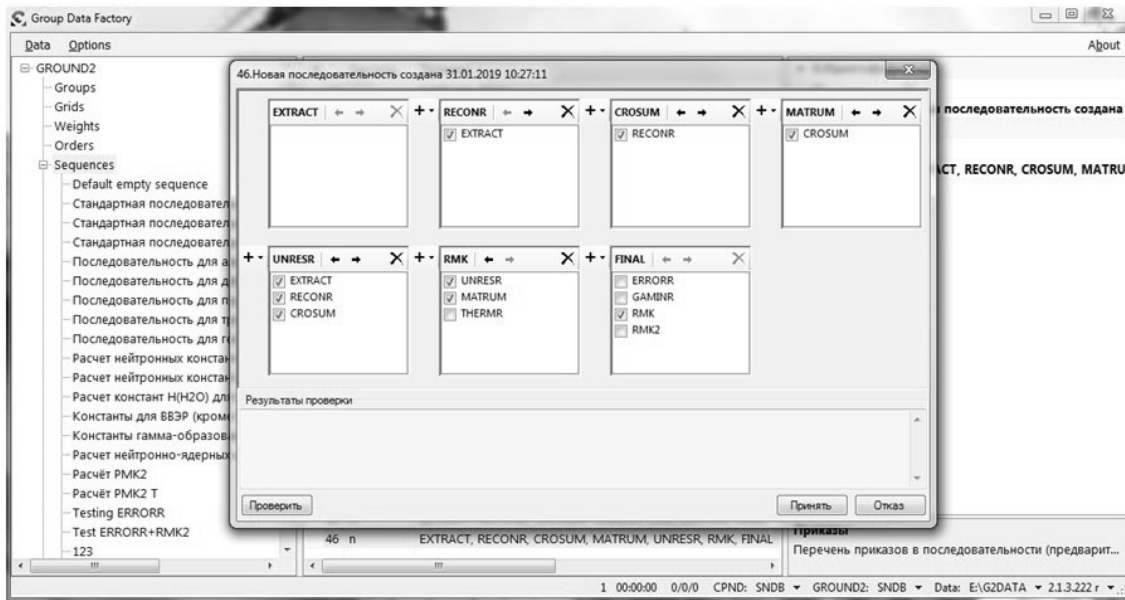 Group Data Factory
Data Options About
GROUND2
Groups
Grids
Weights
Orders
Sequences
Default empty sequence
Стандартная последовател
Стандартная последовател
Стандартная последовател
Последовательность для а
Последовательность для д
Последовательность для п
Последовательность для т
Последовательность для г
Расчет нейтронных констан
Расчет нейтронных констан
Расчет констант H(H2O) дл
Константы для ВВЭР (кром
Константы гамма-образов
Расчет нейтронно-ядерных
Расчёт РМК2
Расчёт РМК2 Т
Testing ERRORR
Test ERRORR+RMK2
123
46.Новая последовательность создана 31.01.2019 10:27:11
EXTRACT
RECONR
EXTRACT
CROSUM
RECONR
MATRUM
CROSUM
UNRESR
EXTRACT
RECONR
CROSUM
RMK
UNRESR
MATRUM
THERMR
FINAL
ERRORR
GAMINR
RMK
RMK2
Результаты проверки
Проверить Принять Отказ
последовательность создана
ACT, RECONR, CROSUM, MATRU
46 n EXTRACT, RECONR, CROSUM, MATRUM, UNRESR, RMK, FINAL
Приказы
Перечень приказов в последовательности (предварит...
1 00:00:00 0/0/0 CPND: SNDB GROUND2: SNDB Data: E:\G2DATA 2.1.3.222 r